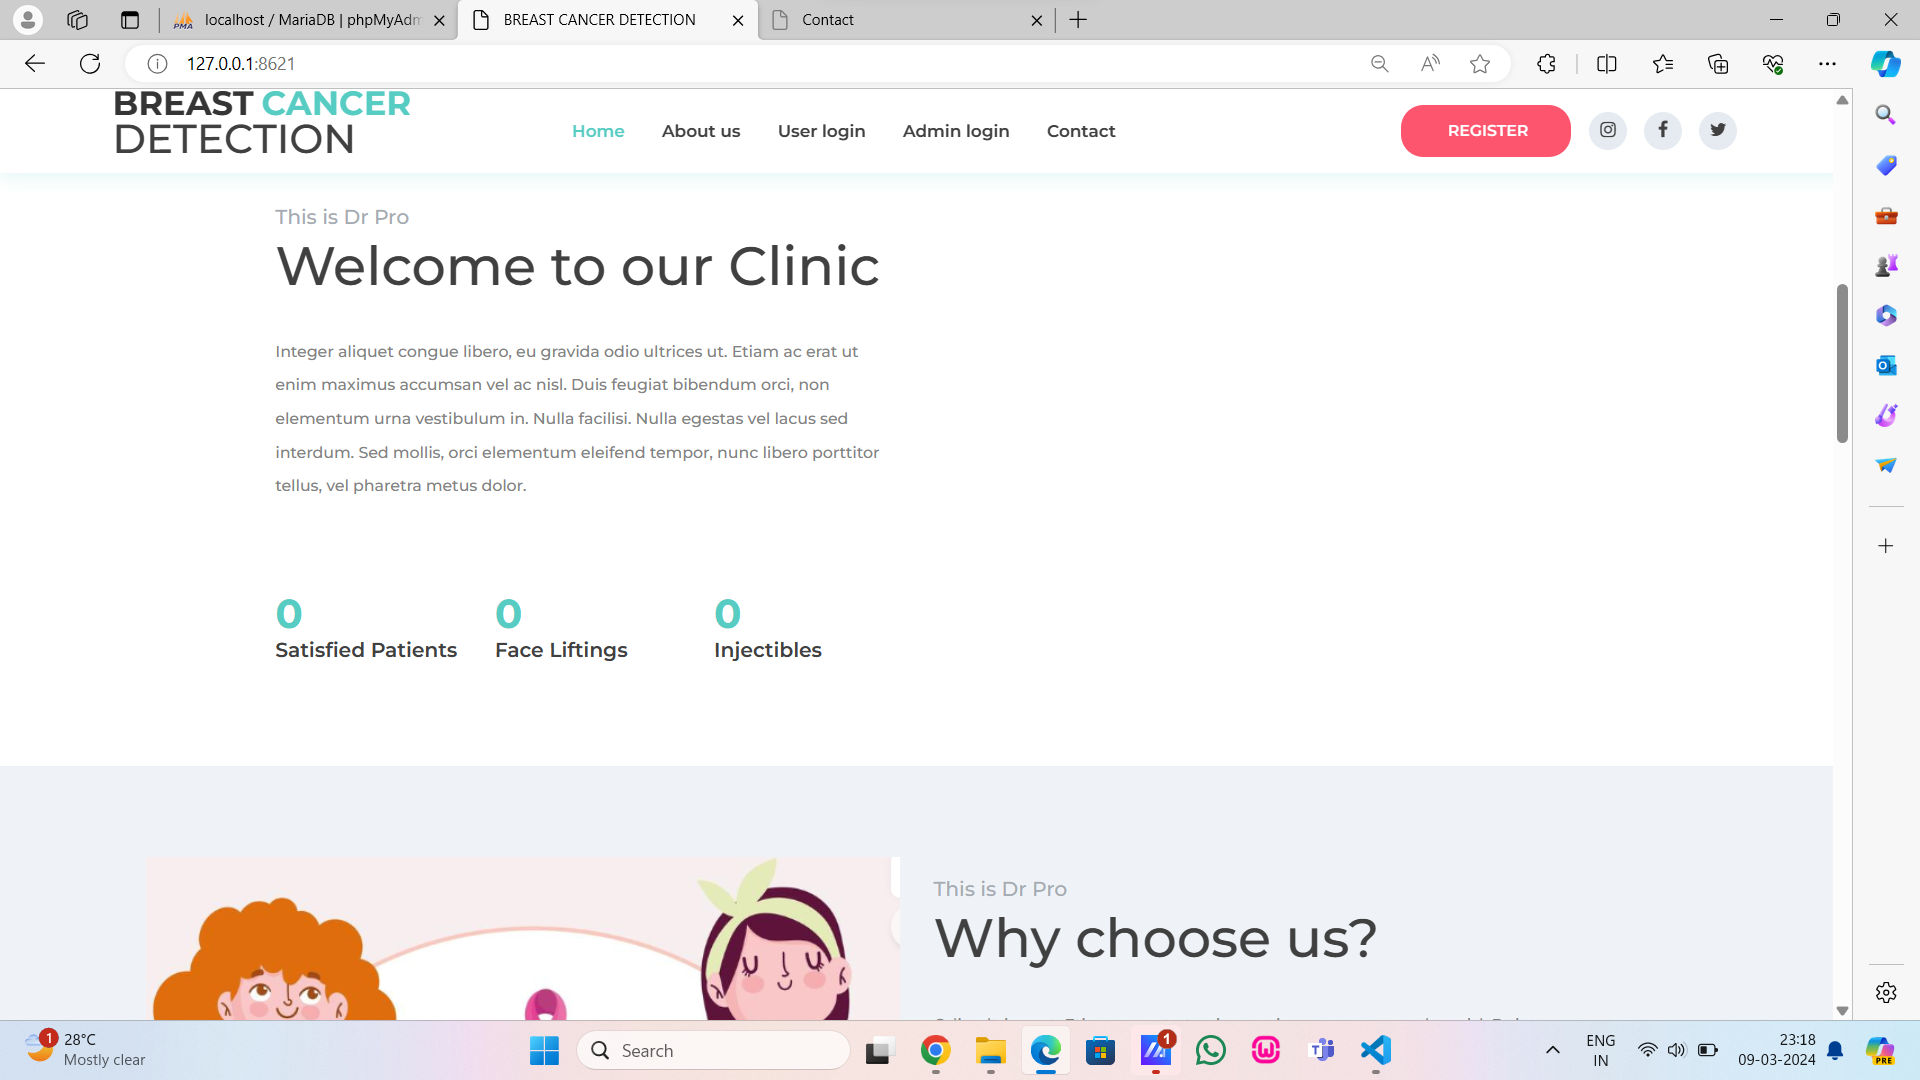 localhost / MariaDB | phpMyAdm
BREAST CANCER DETECTION
Contact
127.0.0.1:8621
BREAST CANCER
DETECTION
Home
About us
User login
Admin login
Contact
REGISTER
This is Dr Pro
Welcome to our Clinic
Integer aliquet congue libero, eu gravida odio ultrices ut. Etiam ac erat ut
enim maximus accumsan vel ac nisl. Duis feugiat bibendum orci, non
elementum urna vestibulum in. Nulla facilisi. Nulla egestas vel lacus sed
interdum. Sed mollis, orci elementum eleifend tempor, nunc libero porttitor
tellus, vel pharetra metus dolor.
0
Satisfied Patients
0
Face Liftings
0
Injectibles
This is Dr Pro
Why choose us?
1
28°C
Mostly clear
Search
1
ENG
IN
23:18
09-03-2024
PRE